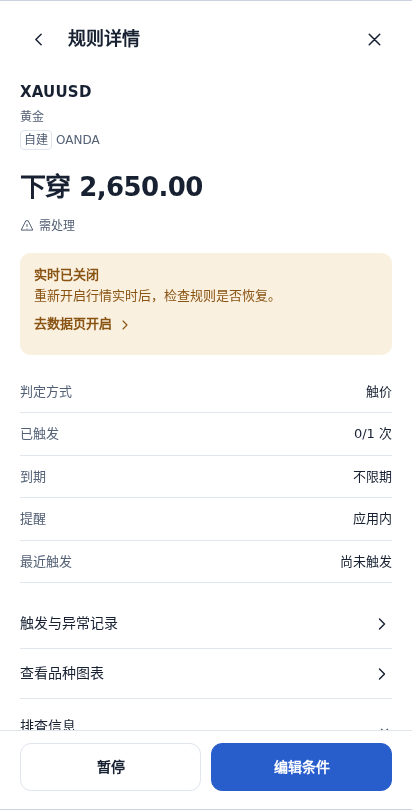 规则详情
XAUUSD
黄金
自建 OANDA
下穿 2,650.00
需处理
实时已关闭
重新开启行情实时后，检查规则是否恢复。
去数据页开启
判定方式 触价
已触发 0/1 次
到期 不限期
提醒 应用内
最近触发 尚未触发
触发与异常记录
查看品种图表
排查信息
暂停 编辑条件